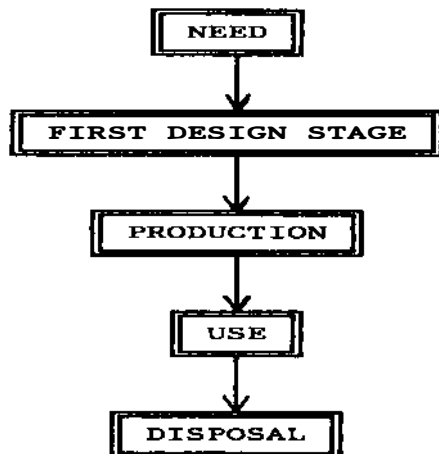 NEED
FIRST DESIGN STAGE
PRODUCTION
USE
DISPOSAL